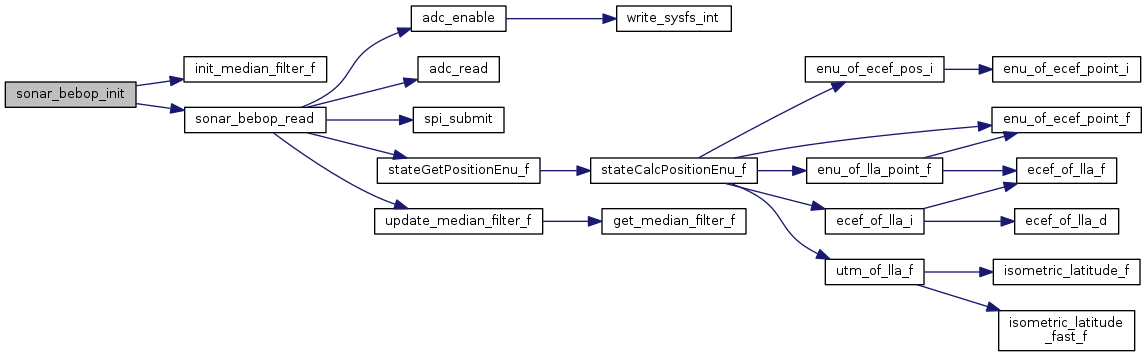 sonar_bebop_init
init_median_filter_f
sonar_bebop_read
adc_enable
adc_read
spi_submit
stateGetPositionEnu_f
update_median_filter_f
write_sysfs_int
stateCalcPositionEnu_f
get_median_filter_f
enu_of_ecef_pos_i
enu_of_lla_point_f
ecef_of_lla_i
utm_of_lla_f
enu_of_ecef_point_i
enu_of_ecef_point_f
ecef_of_lla_f
ecef_of_lla_d
isometric_latitude_f
isometric_latitude
_fast_f